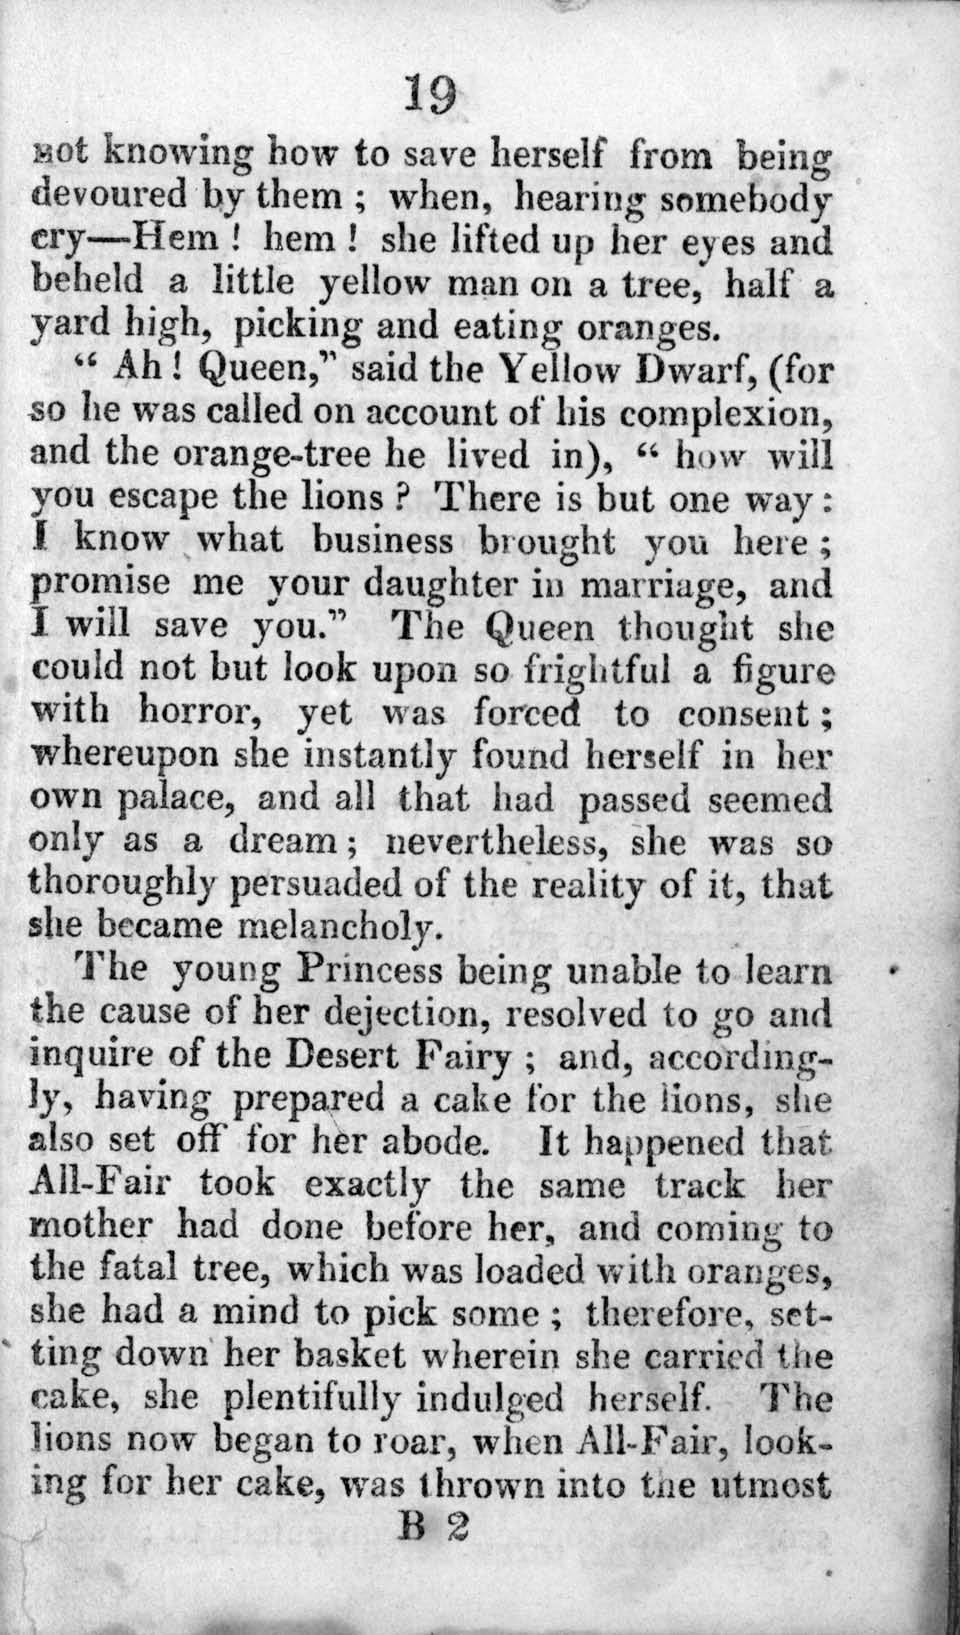 19
not knowing how to save herself from being
devoured by them ; when, hearing somebody
cry—Hem ! hem ! she lifted up her eyes and
beheld a little yellow man on a tree, half a
yard high, picking and eating oranges.
“ Ah ! Queen,” said the Yellow Dwarf, (for
so he was called on account of his complexion,
and the orange-tree he lived in), “ how will
you escape the lions ? There is but one way :
I know what business brought you here ;
promise me your daughter in marriage, and
I will save you.” The Queen thought she
could not but look upon so frightful a figure
with horror, yet was forced to consent ;
whereupon she instantly found herself in her
own palace, and all that had passed seemed
only as a dream ; nevertheless, she was so
thoroughly persuaded of the reality of it, that
she became melancholy.
The young Princess being unable to learn
the cause of her dejection, resolved to go and
inquire of the Desert Fairy ; and, according-
ly, having prepared a cake for the lions, she
also set off for her abode. It happened that
All-Fair took exactly the same track her
mother had done before her, and coming to
the fatal tree, which was loaded with oranges,
she had a mind to pick some ; therefore, set-
ting down her basket wherein she carried the
cake, she plentifully indulged herself. The
lions now began to roar, when All-Fair, look-
ing for her cake, was thrown into the utmost
B 2